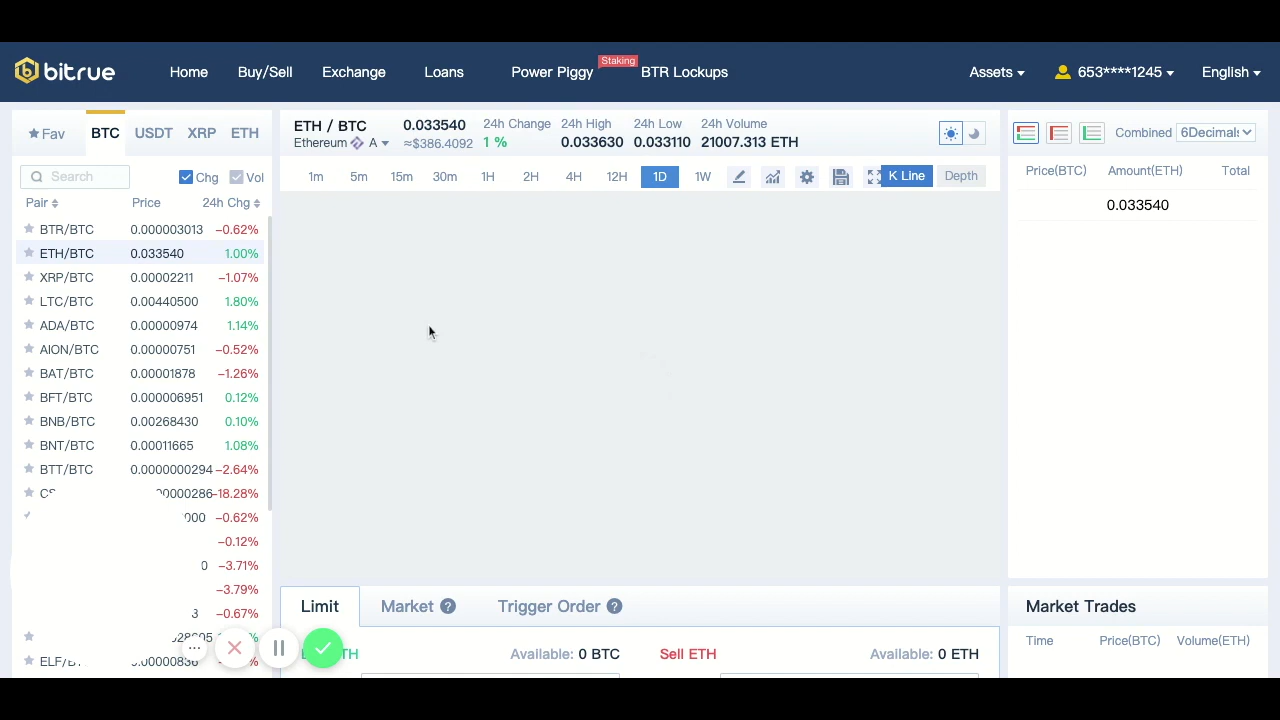 bitrue Home Buy/Sell Exchange Loans Power Piggy Staking BTR Lockups Assets 653****1245 English
Fav BTC USDT XRP ETH
Search Chg Vol
Pair Price 24h Chg
BTR/BTC 0.000003013 -0.62%
ETH/BTC 0.033540 1.00%
XRP/BTC 0.00002211 -1.07%
LTC/BTC 0.00440500 1.80%
ADA/BTC 0.00000974 1.14%
AION/BTC 0.00000751 -0.52%
BAT/BTC 0.00001878 -1.26%
BFT/BTC 0.000006951 0.12%
BNB/BTC 0.00268430 0.10%
BNT/BTC 0.00011665 1.08%
BTT/BTC 0.0000000294 -2.64%
-18.28%
-0.62%
-0.12%
-3.71%
-3.79%
-0.67%
ETH / BTC 0.033540 24h Change 24h High 24h Low 24h Volume
Ethereum A ≈$386.4092 1 % 0.033630 0.033110 21007.313 ETH
1m 5m 15m 30m 1H 2H 4H 12H 1D 1W K Line Depth
Limit Market ? Trigger Order ?
Available: 0 BTC Sell ETH Available: 0 ETH
Combined 6Decimals
Price(BTC) Amount(ETH) Total
0.033540
Market Trades
Time Price(BTC) Volume(ETH)